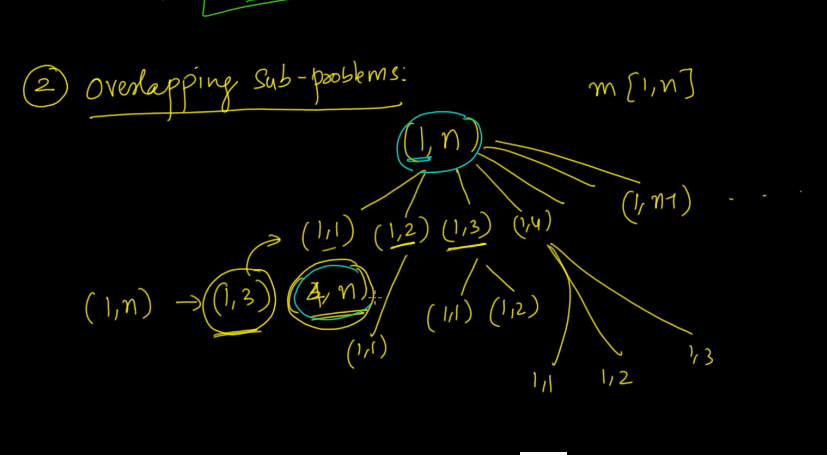 ② Overlapping Sub-problems:
m[1,n]
(1,n)
(1,1) (1,2) (1,3) (1,4) (1,n-1) - - .
(1,n) → (1,3) (4,n)
(1,1) (1,2)
(1,1)
1,1 1,2 1,3